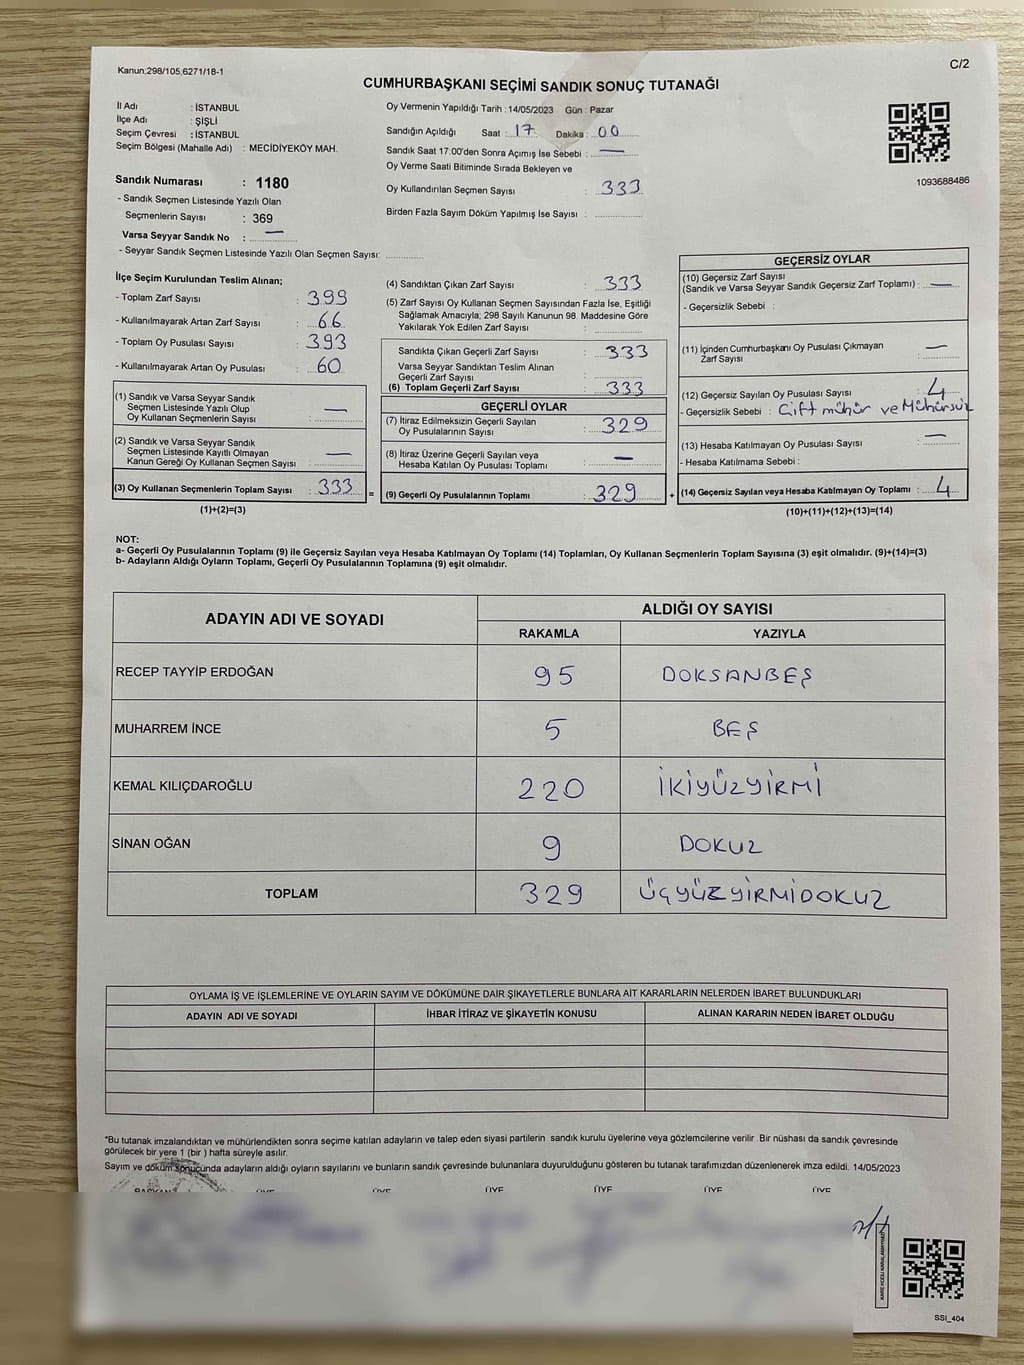 Kanun;298/105;6271/18-1
C/2
CUMHURBAŞKANI SEÇİMİ SANDIK SONUÇ TUTANAĞI
İl Adı : İSTANBUL
İlçe Adı : ŞİŞLİ
Seçim Çevresi : İSTANBUL
Seçim Bölgesi (Mahalle Adı) : MECİDİYEKÖY MAH.
Sandık Numarası : 1180
- Sandık Seçmen Listesinde Yazılı Olan
Seçmenlerin Sayısı : 369
Varsa Seyyar Sandık No : —
- Seyyar Sandık Seçmen Listesinde Yazılı Olan Seçmen Sayısı:
Oy Vermenin Yapıldığı Tarih : 14/05/2023 Gün : Pazar
Sandığın Açıldığı Saat : 17 Dakika : 00
Sandık Saat 17:00'den Sonra Açımış İse Sebebi : —
Oy Verme Saati Bitiminde Sırada Bekleyen ve
Oy Kullandırılan Seçmen Sayısı : 333
Birden Fazla Sayım Döküm Yapılmış İse Sayısı :
1093688486
İlçe Seçim Kurulundan Teslim Alınan;
- Toplam Zarf Sayısı : 399
- Kullanılmayarak Artan Zarf Sayısı : 66
- Toplam Oy Pusulası Sayısı : 393
- Kullanılmayarak Artan Oy Pusulası : 60
(1) Sandık ve Varsa Seyyar Sandık
Seçmen Listesinde Yazılı Olup
Oy Kullanan Seçmenlerin Sayısı : —
(2) Sandık ve Varsa Seyyar Sandık
Seçmen Listesinde Kayıtlı Olmayan
Kanun Gereği Oy Kullanan Seçmen Sayısı : —
(3) Oy Kullanan Seçmenlerin Toplam Sayısı : 333
(1)+(2)=(3)
=
(4) Sandıktan Çıkan Zarf Sayısı : 333
(5) Zarf Sayısı Oy Kullanan Seçmen Sayısından Fazla İse, Eşitliği
Sağlamak Amacıyla; 298 Sayılı Kanunun 98. Maddesine Göre
Yakılarak Yok Edilen Zarf Sayısı :
Sandıkta Çıkan Geçerli Zarf Sayısı : 333
Varsa Seyyar Sandıktan Teslim Alınan
Geçerli Zarf Sayısı :
(6) Toplam Geçerli Zarf Sayısı : 333
GEÇERLİ OYLAR
(7) İtiraz Edilmeksizin Geçerli Sayılan
Oy Pusulalarının Sayısı : 329
(8) İtiraz Üzerine Geçerli Sayılan veya
Hesaba Katılan Oy Pusulası Toplamı : —
(9) Geçerli Oy Pusulalarının Toplamı : 329
+
GEÇERSİZ OYLAR
(10) Geçersiz Zarf Sayısı
(Sandık ve Varsa Seyyar Sandık Geçersiz Zarf Toplamı) : —
- Geçersizlik Sebebi :
(11) İçinden Cumhurbaşkanı Oy Pusulası Çıkmayan
Zarf Sayısı : —
(12) Geçersiz Sayılan Oy Pusulası Sayısı : 4
- Geçersizlik Sebebi : Çift mühür ve Mühürsüz
(13) Hesaba Katılmayan Oy Pusulası Sayısı : —
- Hesaba Katılmama Sebebi :
(14) Geçersiz Sayılan veya Hesaba Katılmayan Oy Toplamı : 4
(10)+(11)+(12)+(13)=(14)
NOT:
a- Geçerli Oy Pusulalarının Toplamı (9) ile Geçersiz Sayılan veya Hesaba Katılmayan Oy Toplamı (14) Toplamları, Oy Kullanan Seçmenlerin Toplam Sayısına (3) eşit olmalıdır. (9)+(14)=(3)
b- Adayların Aldığı Oyların Toplamı, Geçerli Oy Pusulalarının Toplamına (9) eşit olmalıdır.
ADAYIN ADI VE SOYADI
ALDIĞI OY SAYISI
RAKAMLA YAZIYLA
RECEP TAYYİP ERDOĞAN 95 DOKSANBEŞ
MUHARREM İNCE 5 BEŞ
KEMAL KILIÇDAROĞLU 220 İKİYÜZYİRMİ
SİNAN OĞAN 9 DOKUZ
TOPLAM 329 ÜÇYÜZYİRMİDOKUZ
OYLAMA İŞ VE İŞLEMLERİNE VE OYLARIN SAYIM VE DÖKÜMÜNE DAİR ŞİKAYETLERLE BUNLARA AİT KARARLARIN NELERDEN İBARET BULUNDUKLARI
ADAYIN ADI VE SOYADI İHBAR İTİRAZ VE ŞİKAYETİN KONUSU ALINAN KARARIN NEDEN İBARET OLDUĞU
*Bu tutanak imzalandıktan ve mühürlendikten sonra seçime katılan adayların ve talep eden siyasi partilerin sandık kurulu üyelerine veya gözlemcilerine verilir .Bir nüshası da sandık çevresinde
görülecek bir yere 1 (bir ) hafta süreyle asılır.
Sayım ve döküm sonucunda adayların aldığı oyların sayılarını ve bunların sandık çevresinde bulunanlara duyurulduğunu gösteren bu tutanak tarafımızdan düzenlenerek imza edildi. 14/05/2023
BAŞKAN ÜYE ÜYE ÜYE ÜYE ÜYE ÜYE
SSİ_404